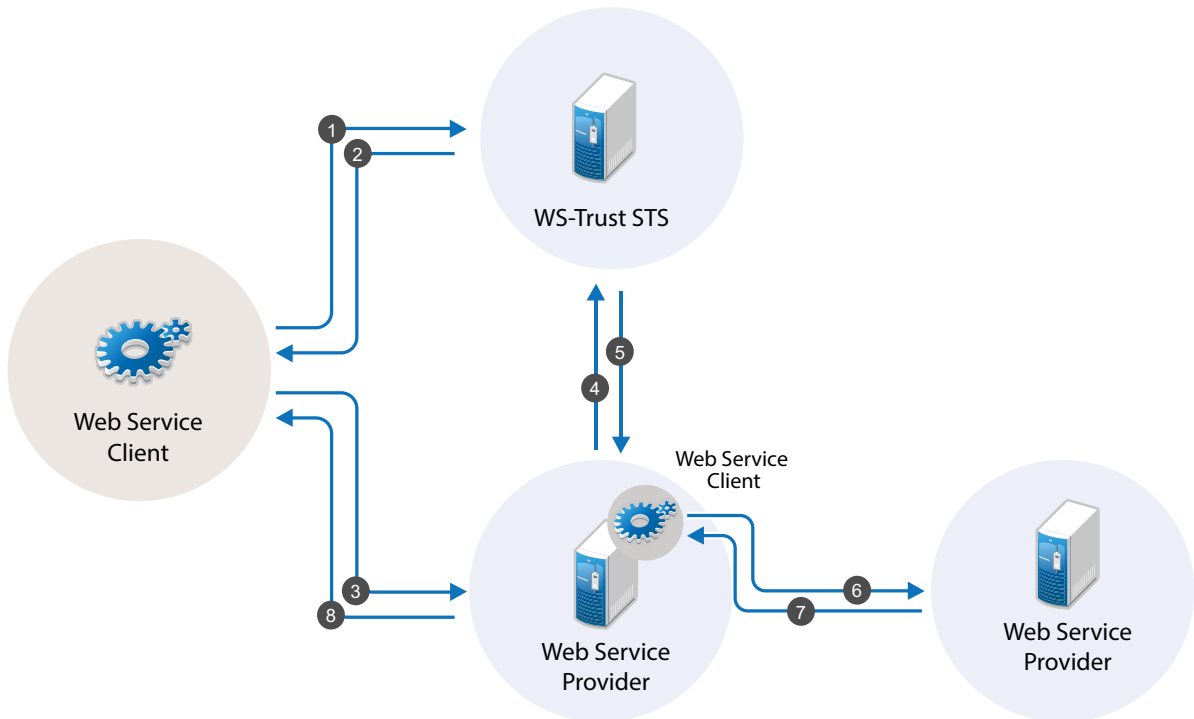 1
2
WS-Trust STS
5
4
Web Service
Client
Web Service
Client
3
8
6
7
Web Service
Provider
Web Service
Provider